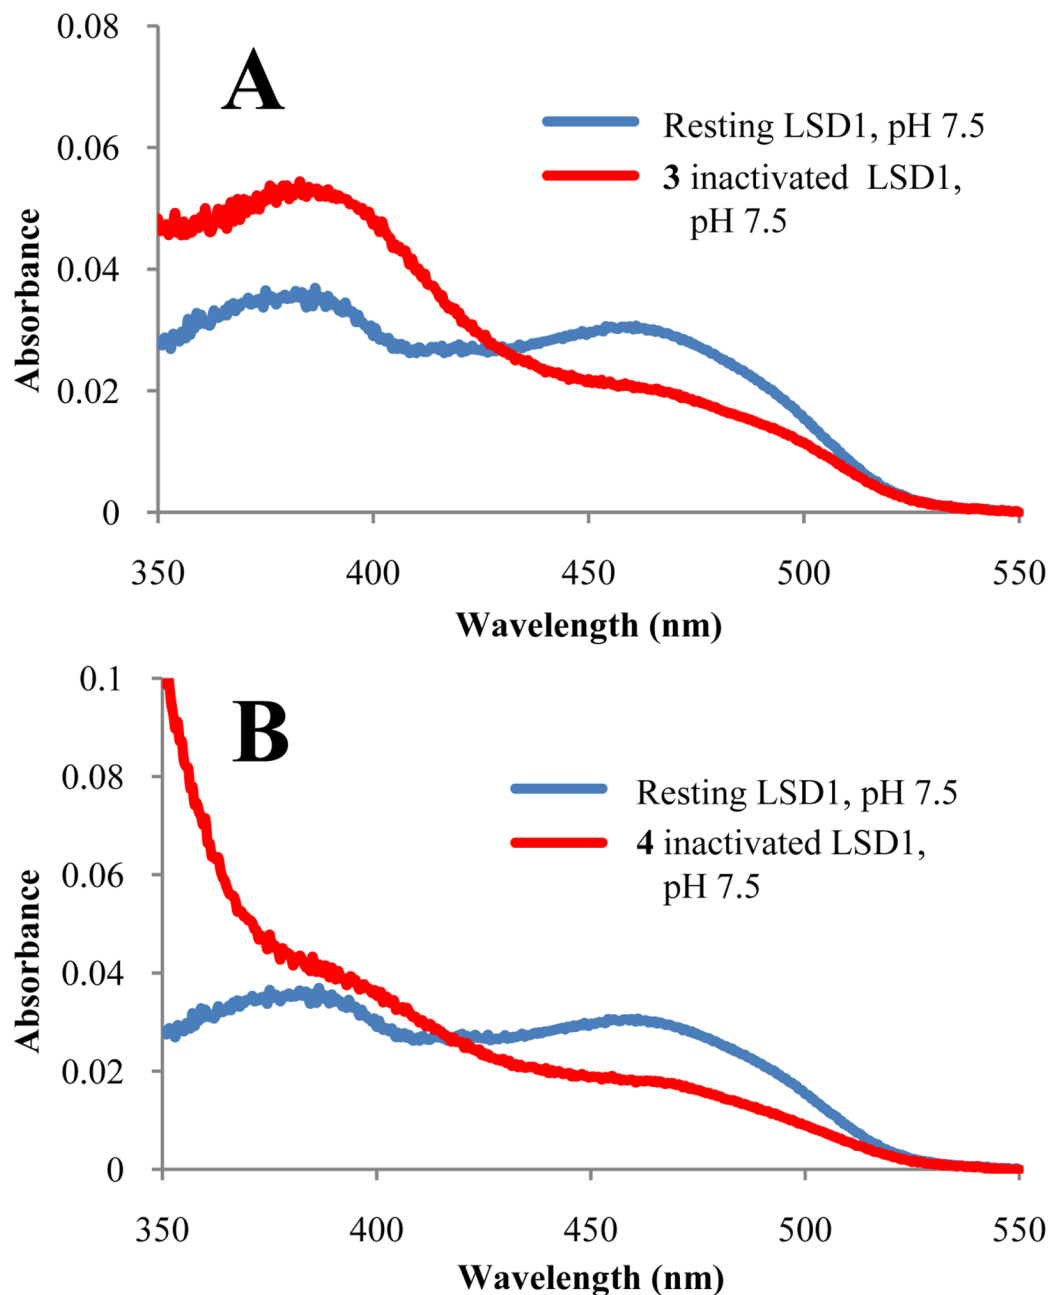 A
0.08
0.06
0.04
0.02
0
Absorbance
Resting LSD1, pH 7.5
3 inactivated LSD1,
pH 7.5
350 400 450 500 550
Wavelength (nm)
B
0.1
0.08
0.06
0.04
0.02
0
Absorbance
Resting LSD1, pH 7.5
4 inactivated LSD1,
pH 7.5
350 400 450 500 550
Wavelength (nm)